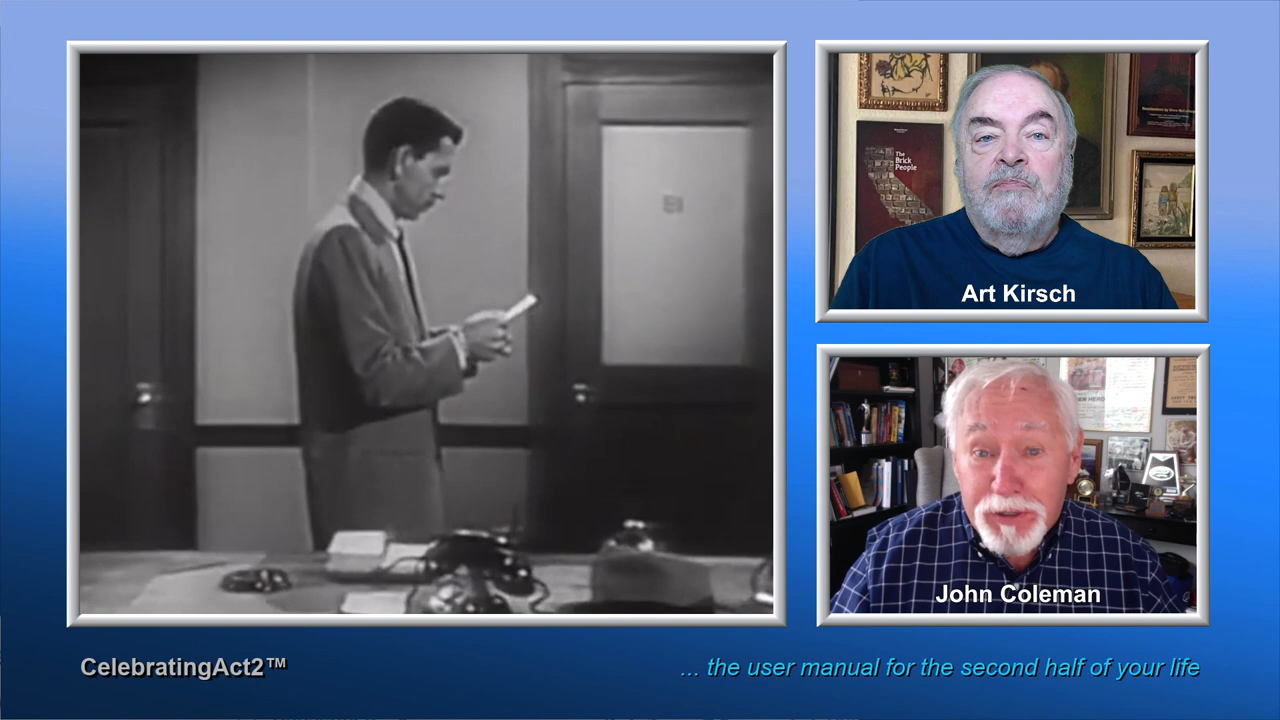 The
Brick
People
Art Kirsch
John Coleman
CelebratingAct2™
... the user manual for the second half of your life